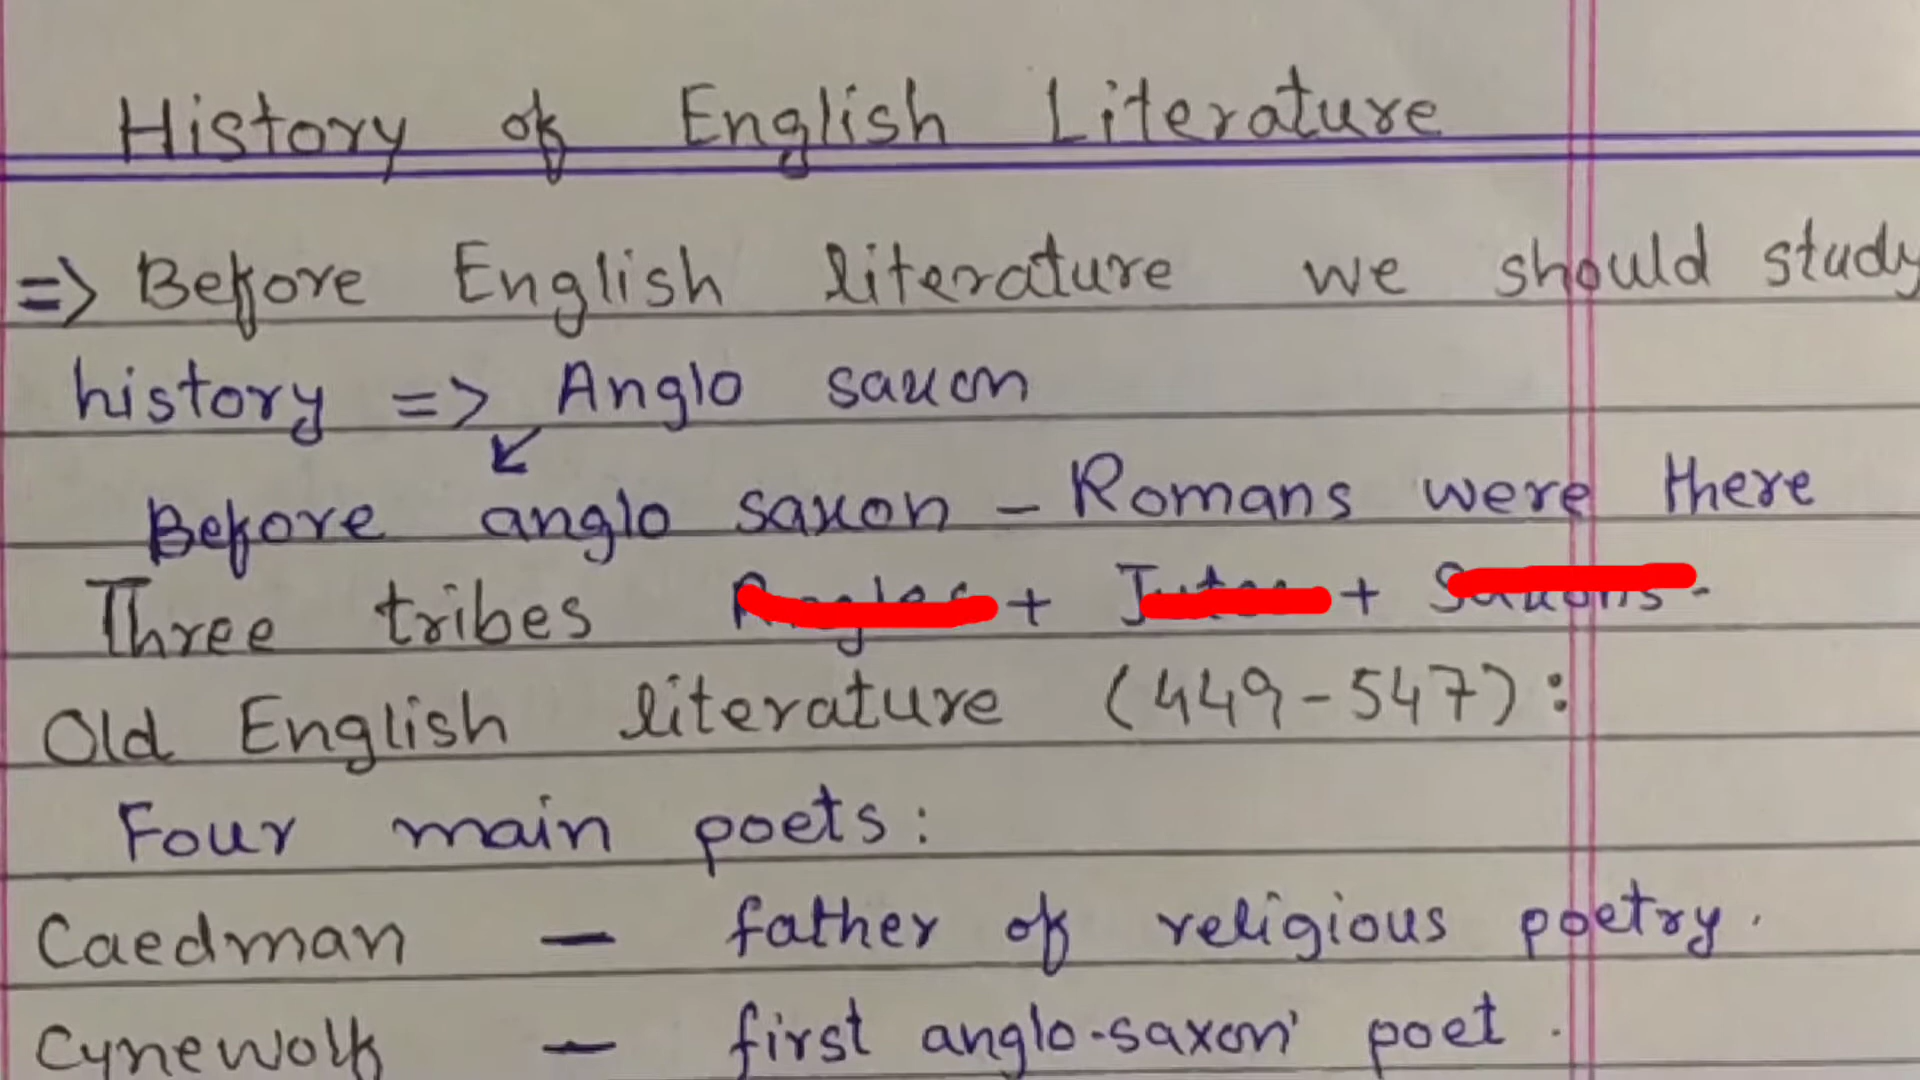 History of English Literature
=> Before English literature we should study
history => Anglo saxon
Before anglo saxon - Romans were there
Three tribes + +
Old English literature (449-547):
Four main poets:
Caedman - father of religious poetry.
Cynewolf - first anglo-saxon poet.